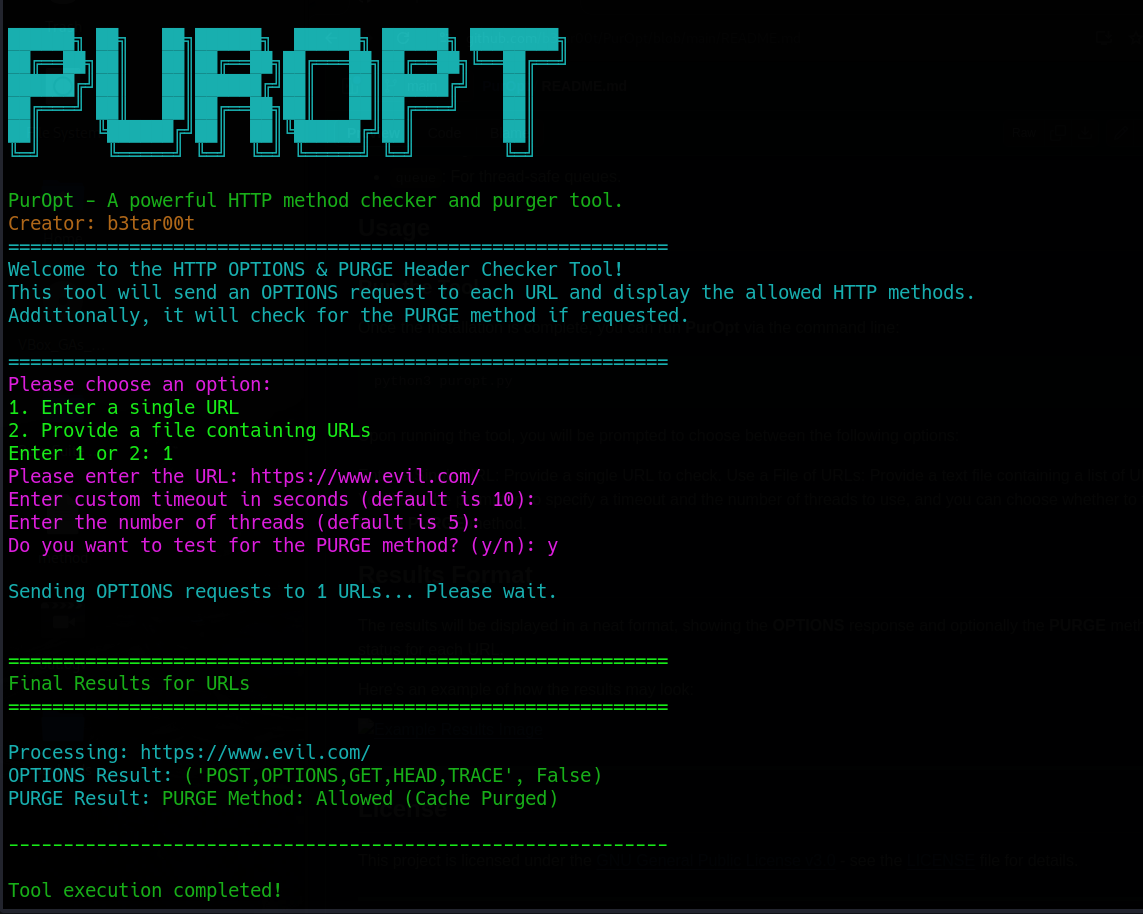 PUROPT
PurOpt - A powerful HTTP method checker and purger tool.
Creator: b3tar00t
============================================================
Welcome to the HTTP OPTIONS & PURGE Header Checker Tool!
This tool will send an OPTIONS request to each URL and display the allowed HTTP methods.
Additionally, it will check for the PURGE method if requested.
============================================================
Please choose an option:
1. Enter a single URL
2. Provide a file containing URLs
Enter 1 or 2: 1
Please enter the URL: https://www.evil.com/
Enter custom timeout in seconds (default is 10):
Enter the number of threads (default is 5):
Do you want to test for the PURGE method? (y/n): y
Sending OPTIONS requests to 1 URLs... Please wait.
============================================================
Final Results for URLs
============================================================
Processing: https://www.evil.com/
OPTIONS Result: ('POST,OPTIONS,GET,HEAD,TRACE', False)
PURGE Result: PURGE Method: Allowed (Cache Purged)
------------------------------------------------------------
Tool execution completed!